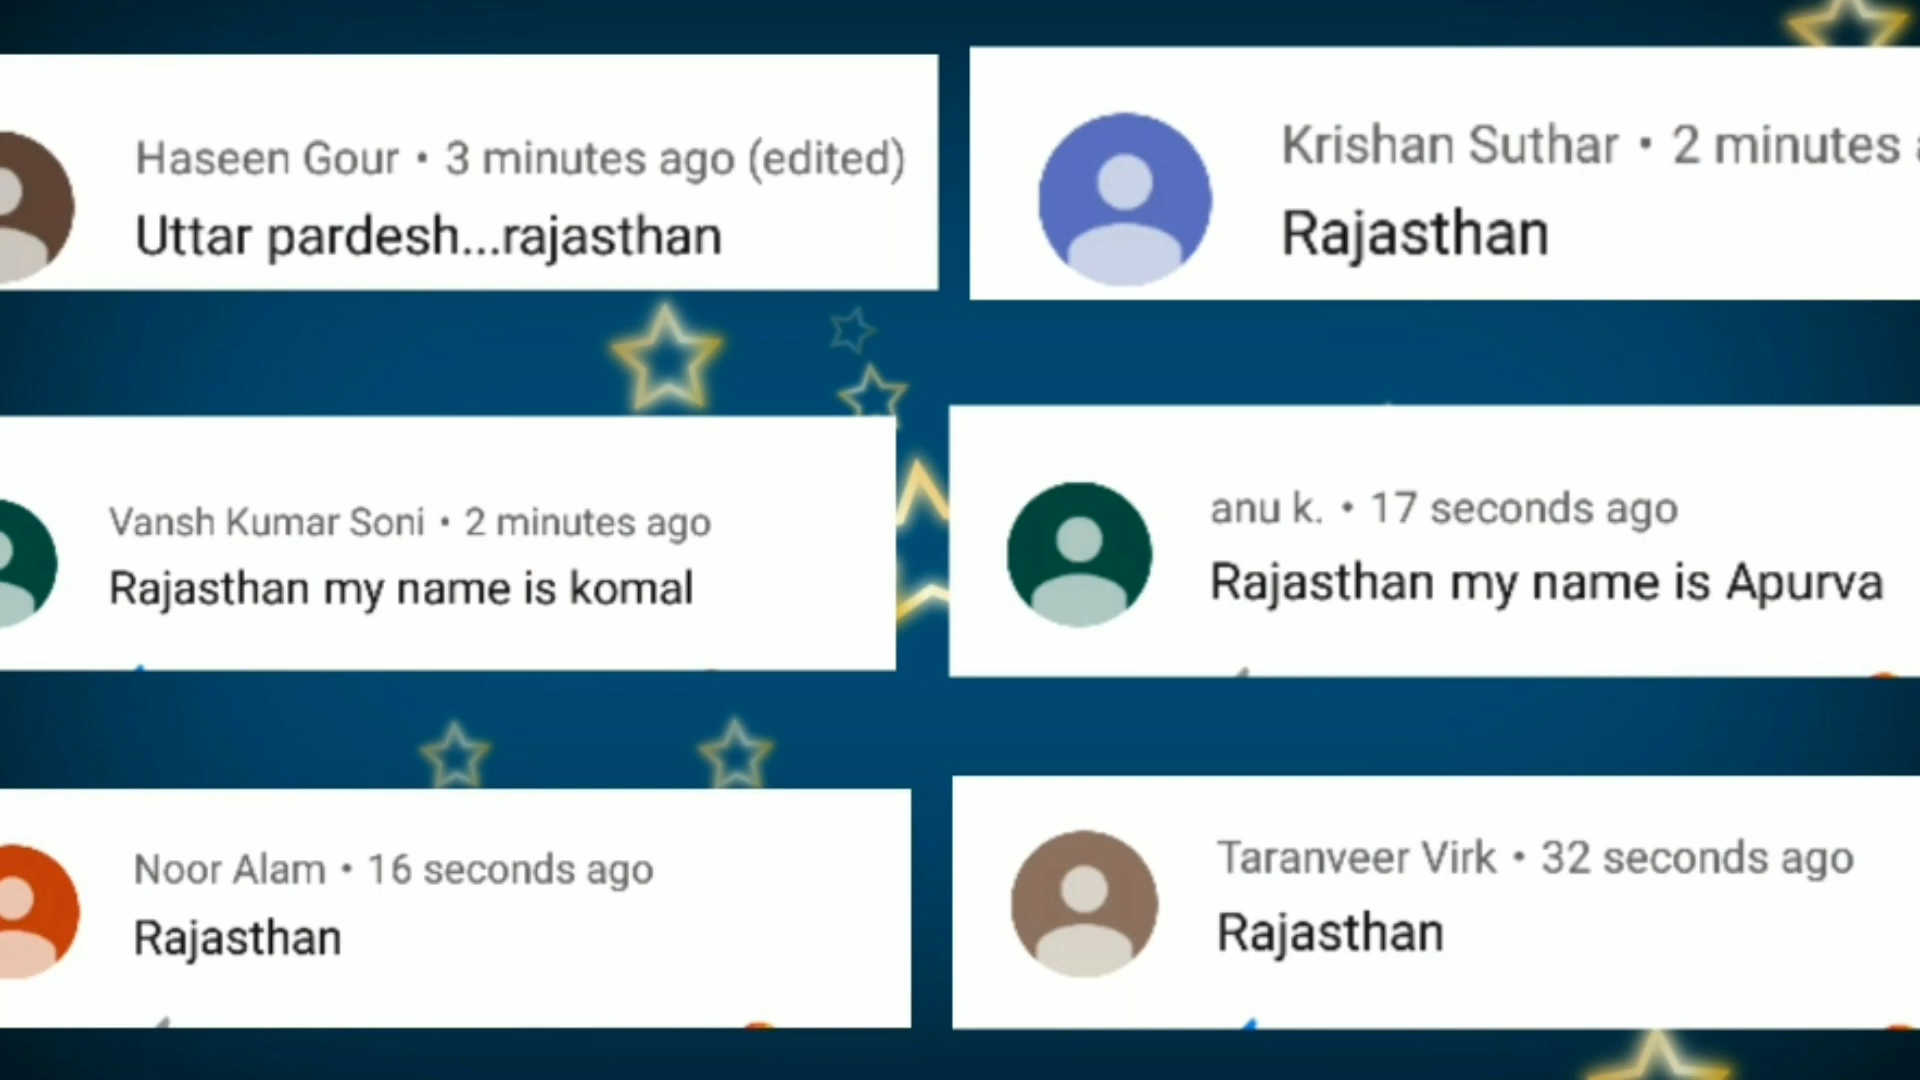 Haseen Gour • 3 minutes ago (edited)
Uttar pardesh...rajasthan
Krishan Suthar • 2 minutes
Rajasthan
Vansh Kumar Soni • 2 minutes ago
Rajasthan my name is komal
anu k. • 17 seconds ago
Rajasthan my name is Apurva
Noor Alam • 16 seconds ago
Rajasthan
Taranveer Virk • 32 seconds ago
Rajasthan